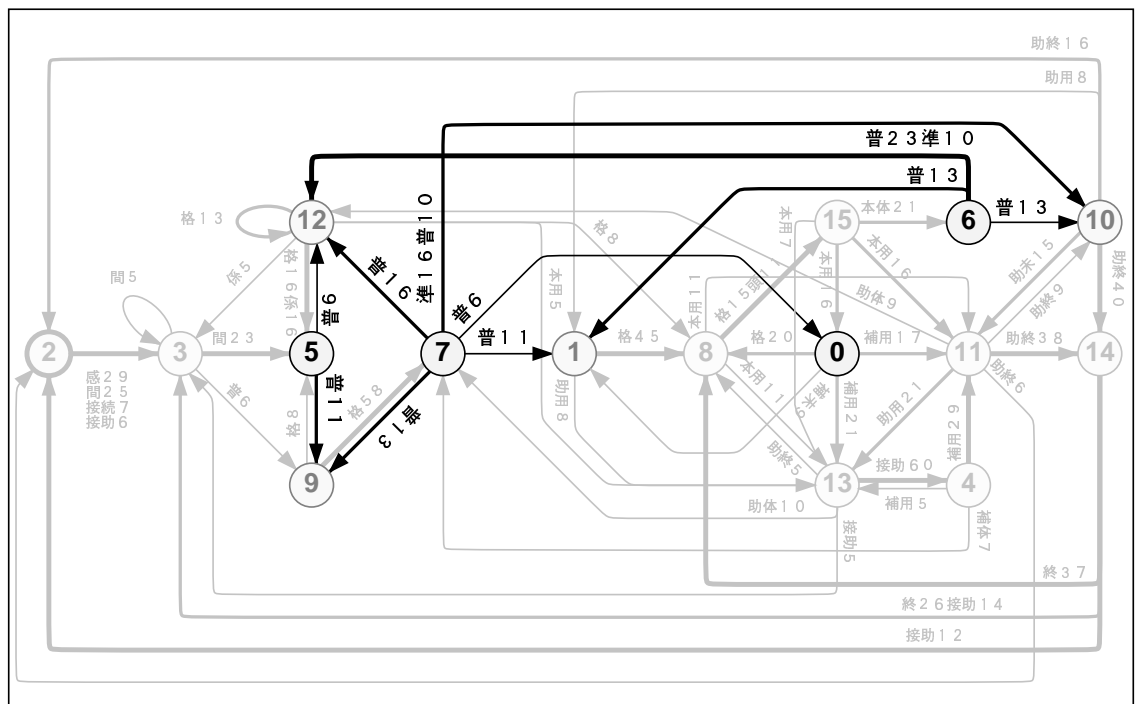 助終１６
助用８
普２３準１０
普１３
格１３
12
準１６普１０
格８
本用７
15
本体２１
6
普１３
10
係５
格１６係１６
普１６
本用５
本用１６
助未１５
助終９
助終４０
間５
普９
普６
本用１１
格１５頭１１
助体９
2
3
間２３
5
7
普１１
1
格４５
8
格２０
0
補用１７
11
助終３８
14
感２９
間２５
接続７
接助６
普６
格８
普１１
格５８
普１３
助用８
本用１１
補未９
補用２１
助用２１
助終６
補用２９
9
助終５
13
接助６０
4
補用５
助体１０
接助５
補体７
終３７
終２６接助１４
接助１２